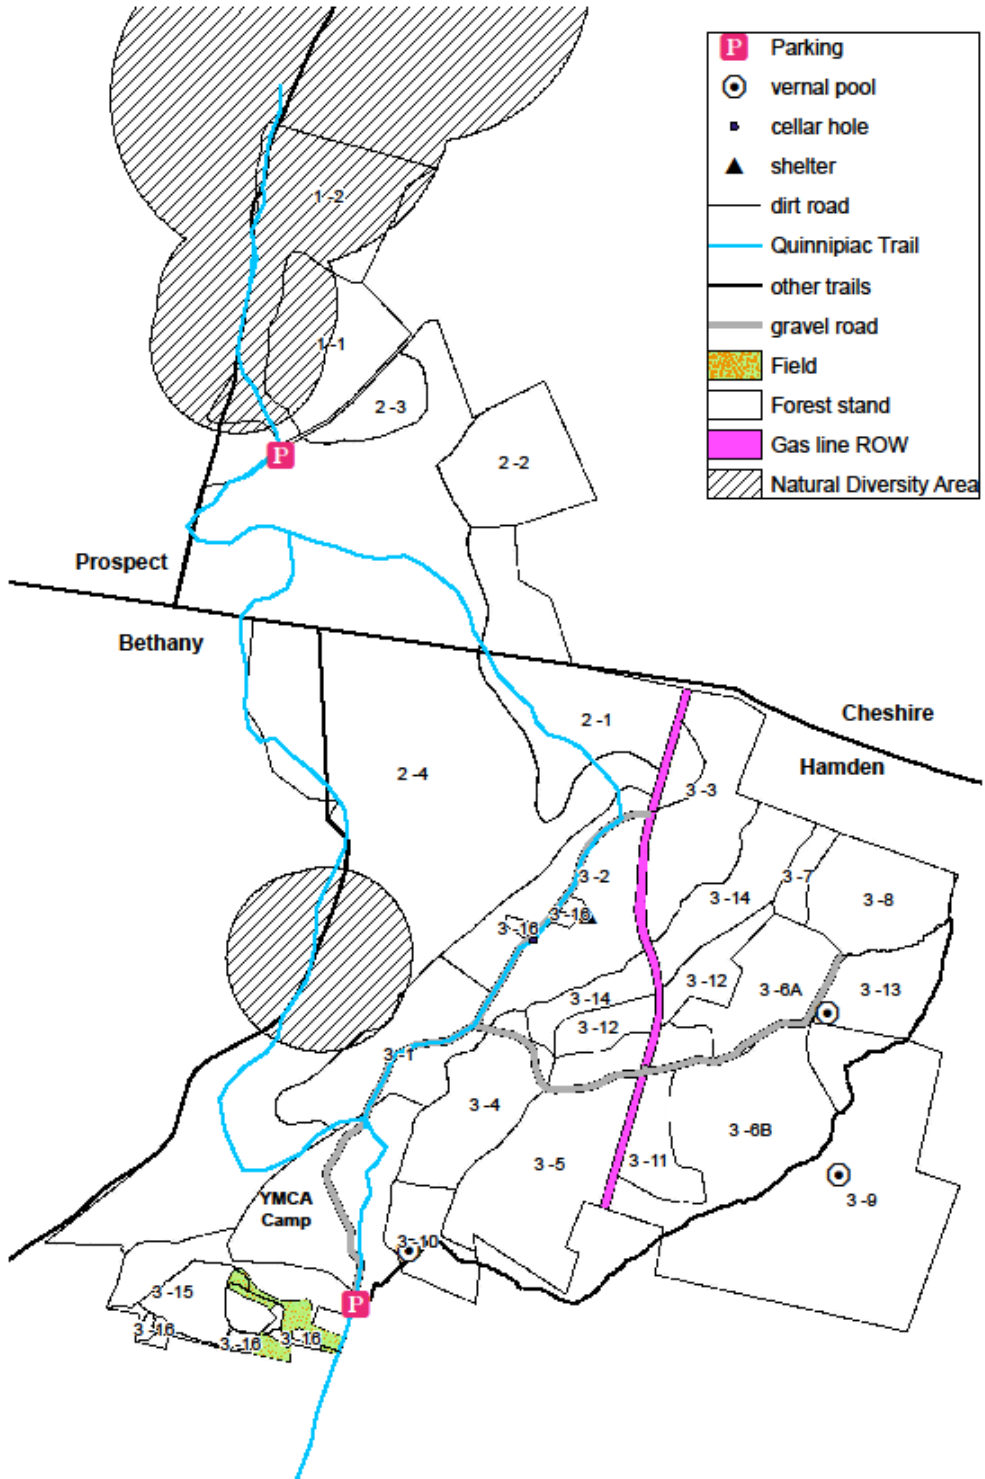 P Parking
vernal pool
cellar hole
shelter
dirt road
Quinnipiac Trail
other trails
gravel road
Field
Forest stand
Gas line ROW
Natural Diversity Area
1 -2
1 -1
2 -3
P
2 -2
Prospect
Bethany
Cheshire
Hamden
2 -1
2 -4
3 -3
3 -2
3 -7
3 -8
3 -14
3 -16
3 -16
3 -12
3 -6A
3 -13
3 -14
3 -12
3 -1
3 -4
3 -6B
3 -5
3 -11
3 -9
YMCA
Camp
3 -10
3 -15
P
3 -16
3 -16
3 -16